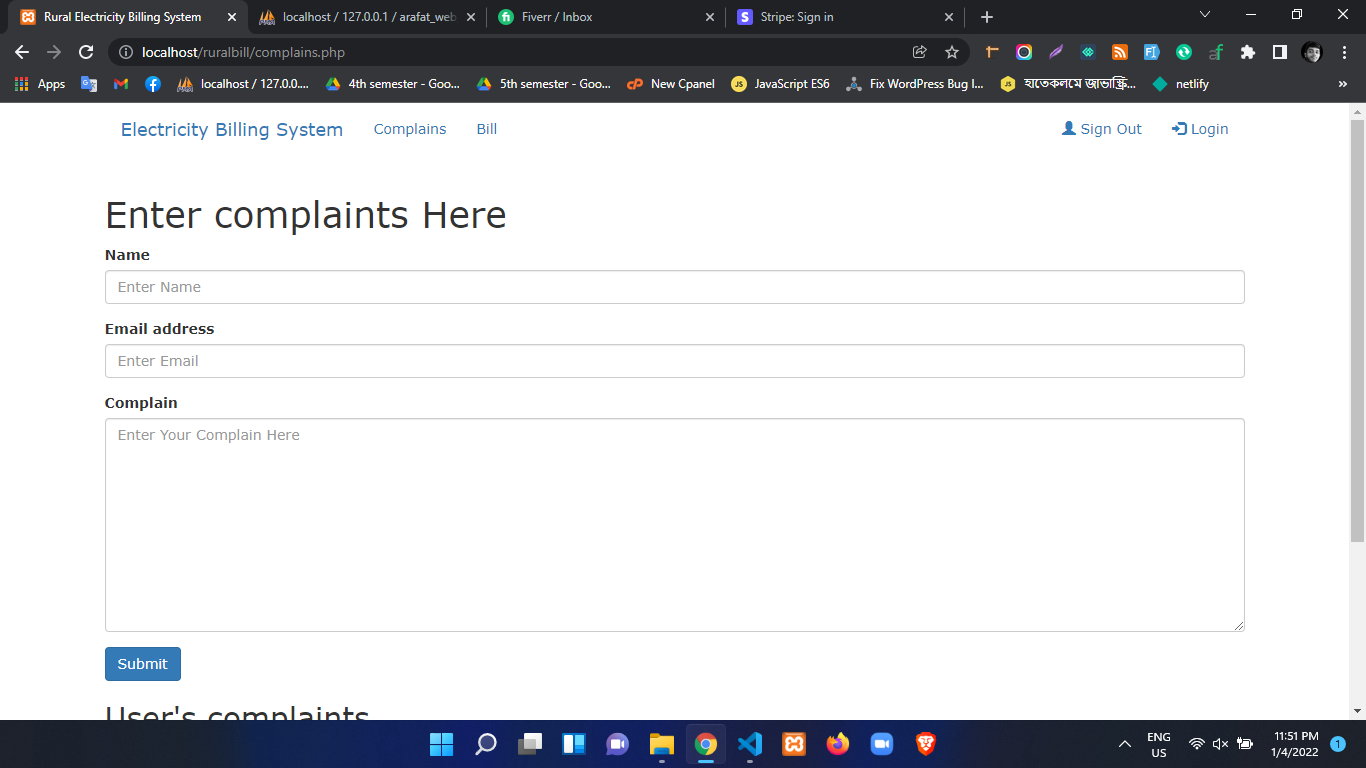 Rural Electricity Billing System
localhost / 127.0.0.1 / arafat_web
Fiverr / Inbox
Stripe: Sign in
localhost/ruralbill/complains.php
Apps
localhost / 127.0.0....
4th semester - Goo...
5th semester - Goo...
New Cpanel
JavaScript ES6
Fix WordPress Bug I...
হাতেকলমে জাভাস্ক্রি...
netlify
Electricity Billing System
Complains
Bill
Sign Out
Login
Enter complaints Here
Name
Enter Name
Email address
Enter Email
Complain
Enter Your Complain Here
Submit
User's complaints
ENG
US
11:51 PM
1/4/2022
1